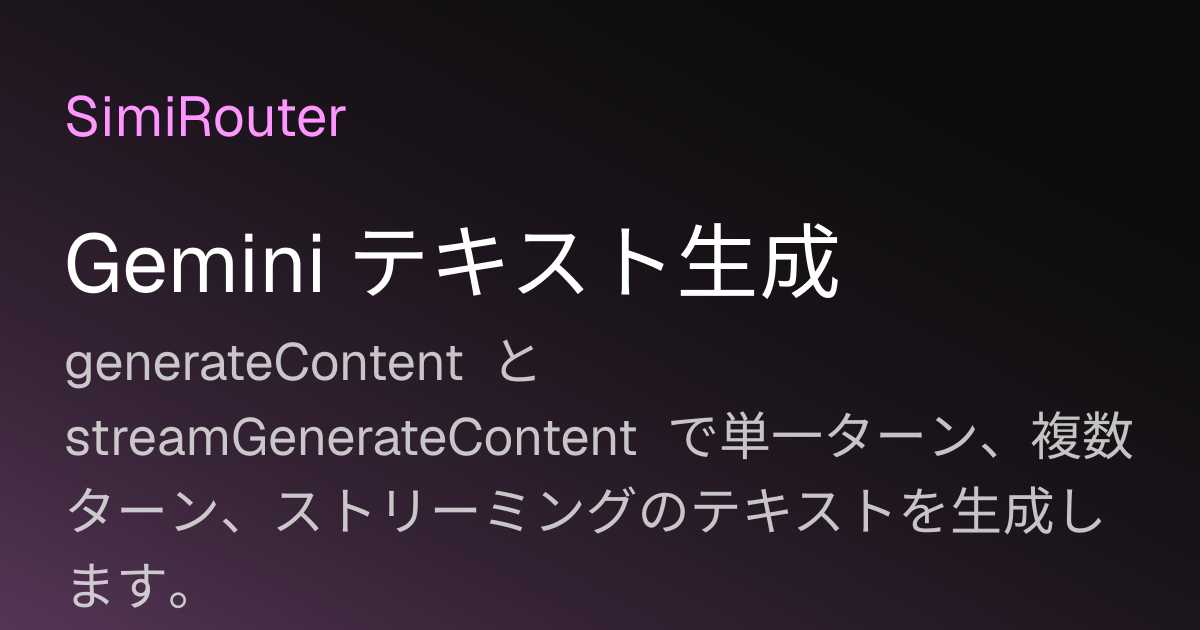 SimiRouter
Gemini テキスト生成
generateContent と
streamGenerateContent で単一ターン、複数
ターン、ストリーミングのテキストを生成し
ます。